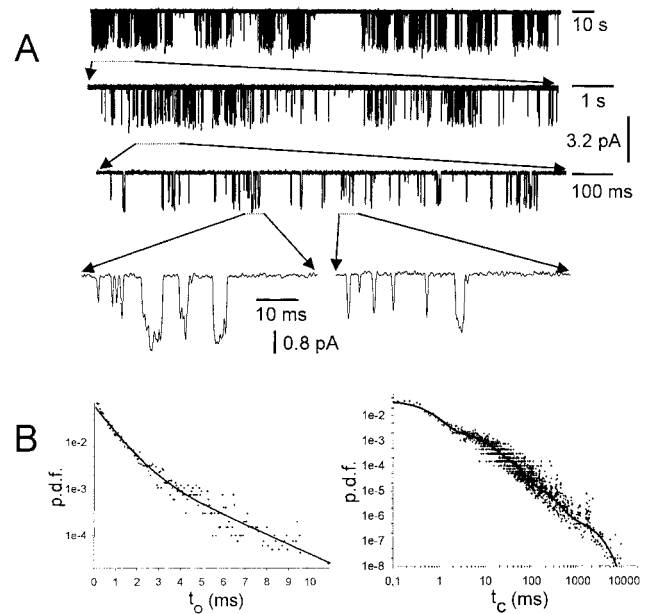 A
10 s
1 s
3.2 pA
100 ms
10 ms
0.8 pA
B
p.d.f.
1e-2
1e-3
1e-4
0 1 2 3 4 5 6 7 8 9 10
to (ms)
p.d.f.
1e-2
1e-3
1e-4
1e-5
1e-6
1e-7
1e-8
0,1 1 10 100 1000 10000
tc (ms)